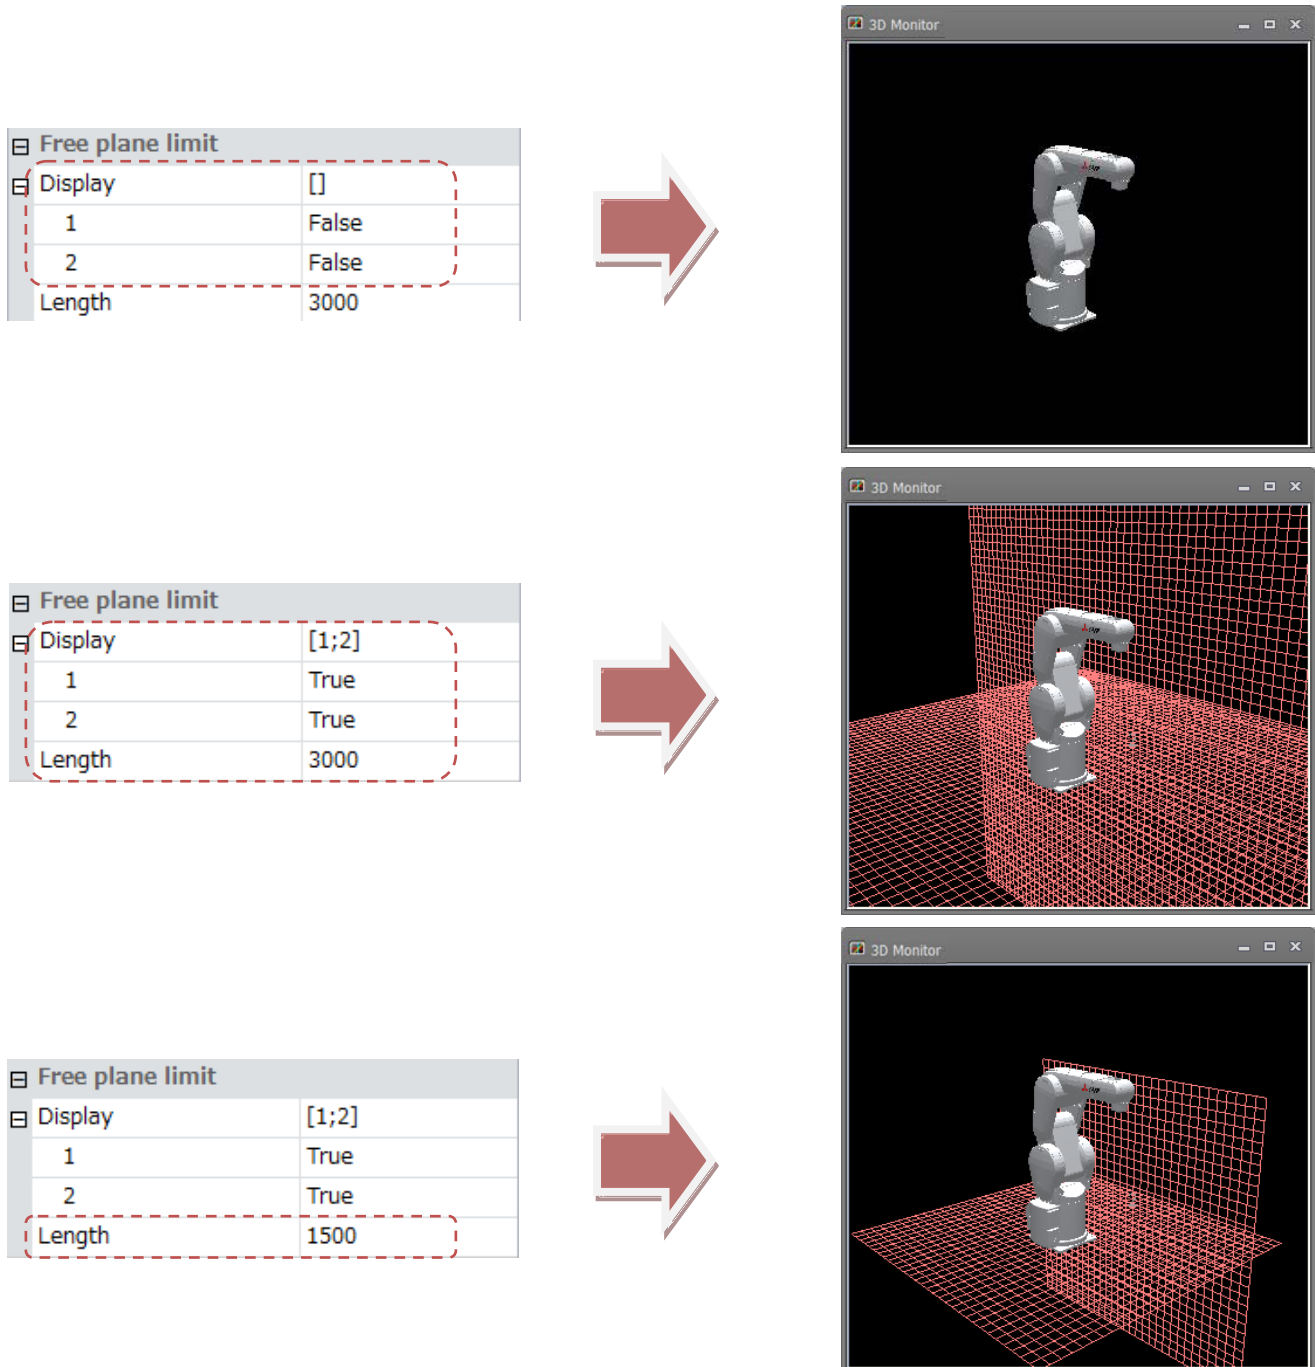 3D Monitor
Free plane limit
Display []
1 False
2 False
Length 3000
3D Monitor
Free plane limit
Display [1;2]
1 True
2 True
Length 3000
3D Monitor
Free plane limit
Display [1;2]
1 True
2 True
Length 1500